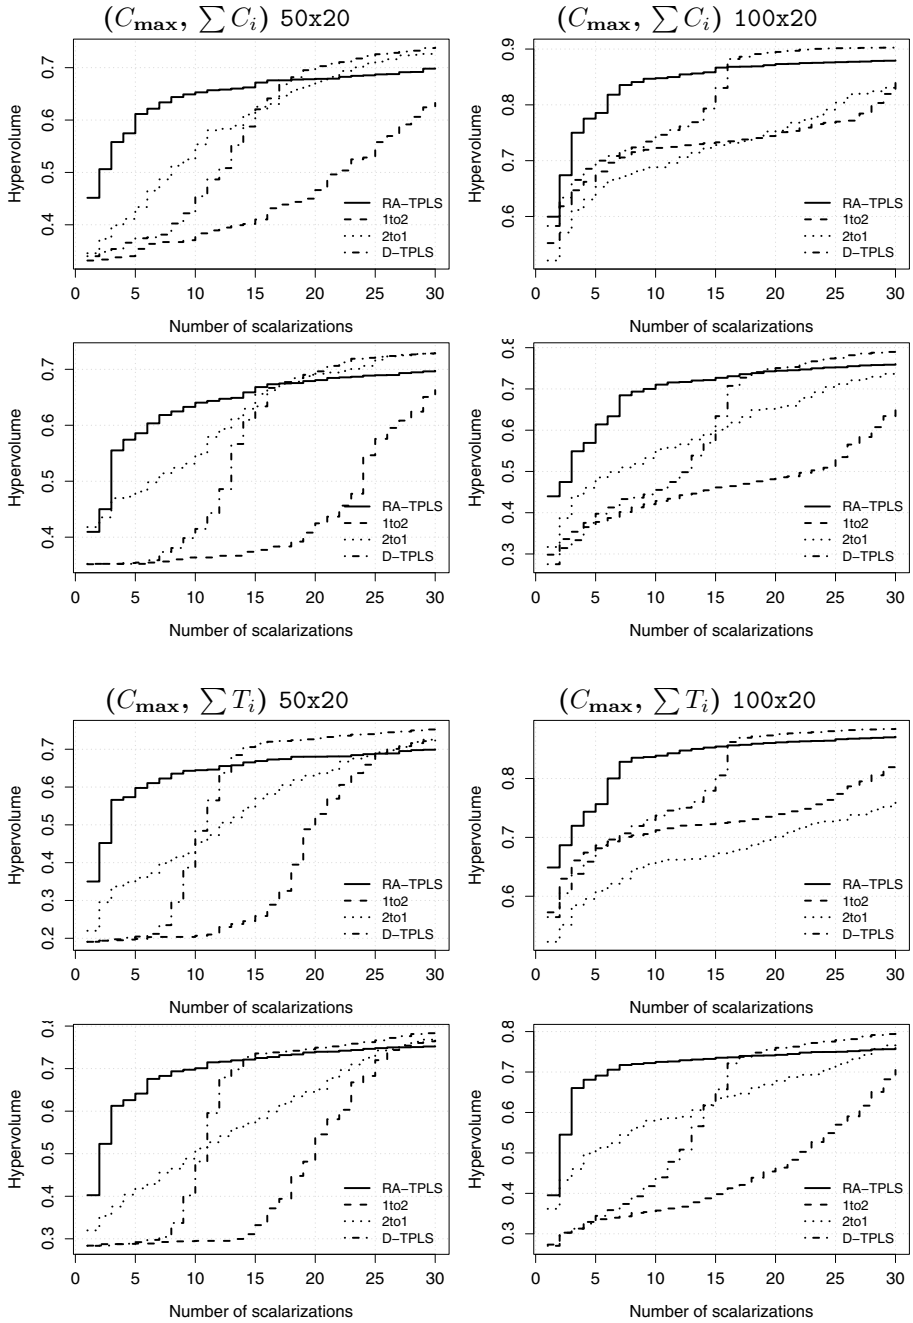 (C_max, ∑ C_i) 50x20
Hypervolume
0.4 0.5 0.6 0.7
RA−TPLS
1to2
2to1
D−TPLS
0 5 10 15 20 25 30
Number of scalarizations
(C_max, ∑ C_i) 100x20
Hypervolume
0.6 0.7 0.8 0.9
RA−TPLS
1to2
2to1
D−TPLS
0 5 10 15 20 25 30
Number of scalarizations
Hypervolume
0.4 0.5 0.6 0.7
RA−TPLS
1to2
2to1
D−TPLS
0 5 10 15 20 25 30
Number of scalarizations
Hypervolume
0.3 0.4 0.5 0.6 0.7 0.8
RA−TPLS
1to2
2to1
D−TPLS
0 5 10 15 20 25 30
Number of scalarizations
(C_max, ∑ T_i) 50x20
Hypervolume
0.2 0.3 0.4 0.5 0.6 0.7
RA−TPLS
1to2
2to1
D−TPLS
0 5 10 15 20 25 30
Number of scalarizations
(C_max, ∑ T_i) 100x20
Hypervolume
0.6 0.7 0.8
RA−TPLS
1to2
2to1
D−TPLS
0 5 10 15 20 25 30
Number of scalarizations
Hypervolume
0.3 0.4 0.5 0.6 0.7
RA−TPLS
1to2
2to1
D−TPLS
0 5 10 15 20 25 30
Number of scalarizations
Hypervolume
0.3 0.4 0.5 0.6 0.7 0.8
RA−TPLS
1to2
2to1
D−TPLS
0 5 10 15 20 25 30
Number of scalarizations